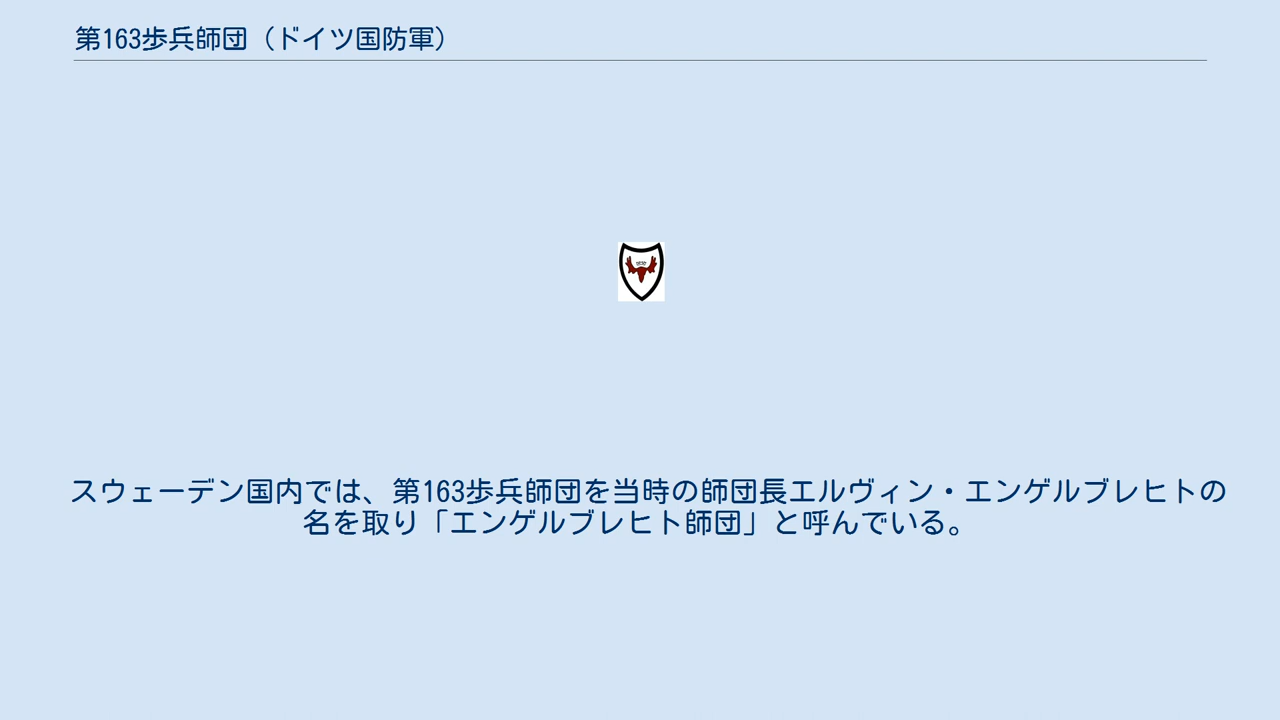 第163歩兵師団（ドイツ国防軍）
スウェーデン国内では、第163歩兵師団を当時の師団長エルヴィン・エンゲルブレヒトの
名を取り「エンゲルブレヒト師団」と呼んでいる。